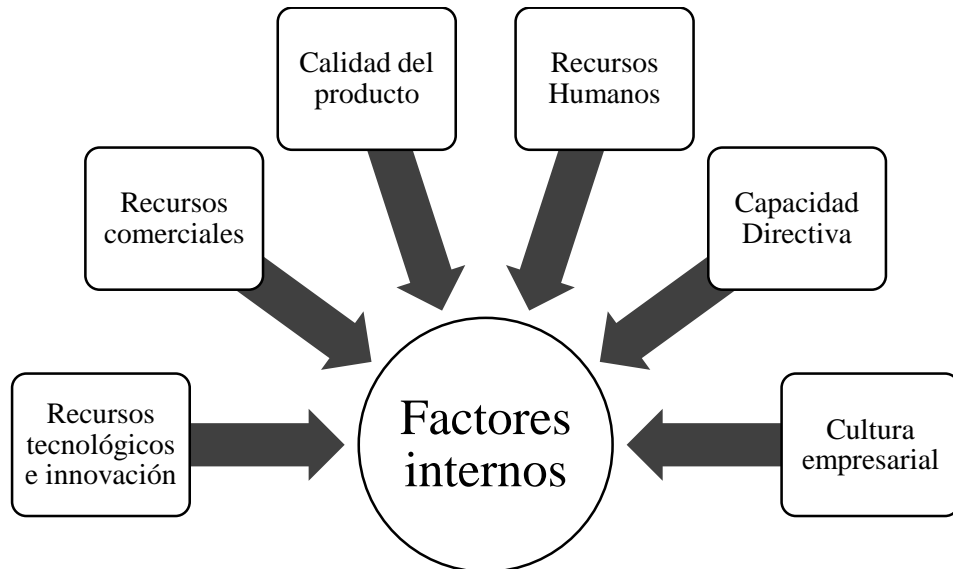 Calidad del
producto
Recursos
Humanos
Recursos
comerciales
Capacidad
Directiva
Recursos
tecnológicos
e innovación
Factores
internos
Cultura
empresarial